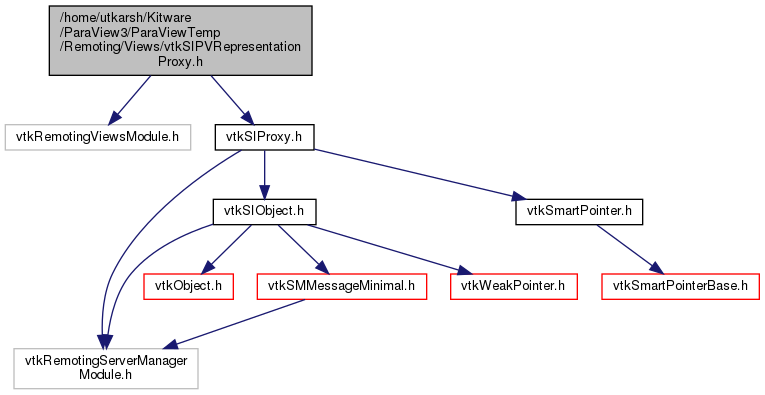 /home/utkarsh/Kitware
/ParaView3/ParaViewTemp
/Remoting/Views/vtkSIPVRepresentation
Proxy.h
vtkRemotingViewsModule.h
vtkSIProxy.h
vtkSIObject.h
vtkSmartPointer.h
vtkObject.h
vtkSMMessageMinimal.h
vtkWeakPointer.h
vtkSmartPointerBase.h
vtkRemotingServerManager
Module.h